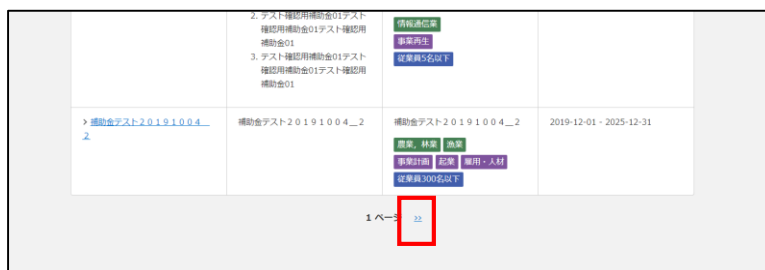 2. テスト確認用補助金01テスト
確認用補助金01テスト確認用
補助金01
3. テスト確認用補助金01テスト
確認用補助金01テスト確認用
補助金01
情報通信業
事業再生
従業員5名以下
> 補助金テスト２０１９１００４＿
２
補助金テスト２０１９１００４＿２
補助金テスト２０１９１００４＿２
農業，林業 漁業
事業計画 起業 雇用・人材
従業員300名以下
2019-12-01 - 2025-12-31
1 ページ >>